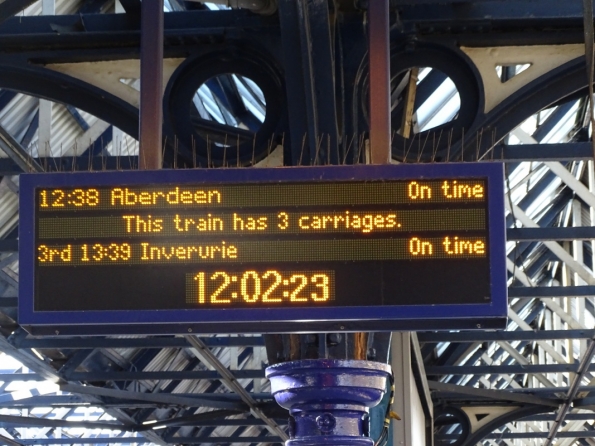 12:38 Aberdeen On time
This train has 3 carriages.
3rd 13:39 Inverurie On time
12:02:23